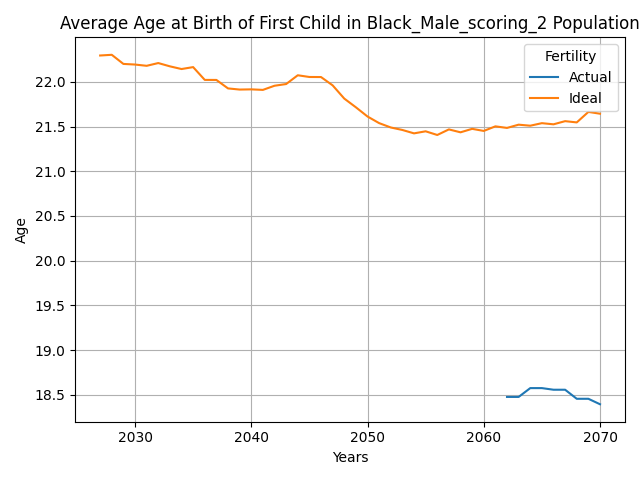 Average Age at Birth of First Child in Black_Male_scoring_2 Population
Fertility
Actual
Ideal
Age
22.0
21.5
21.0
20.5
20.0
19.5
19.0
18.5
2030 2040 2050 2060 2070
Years